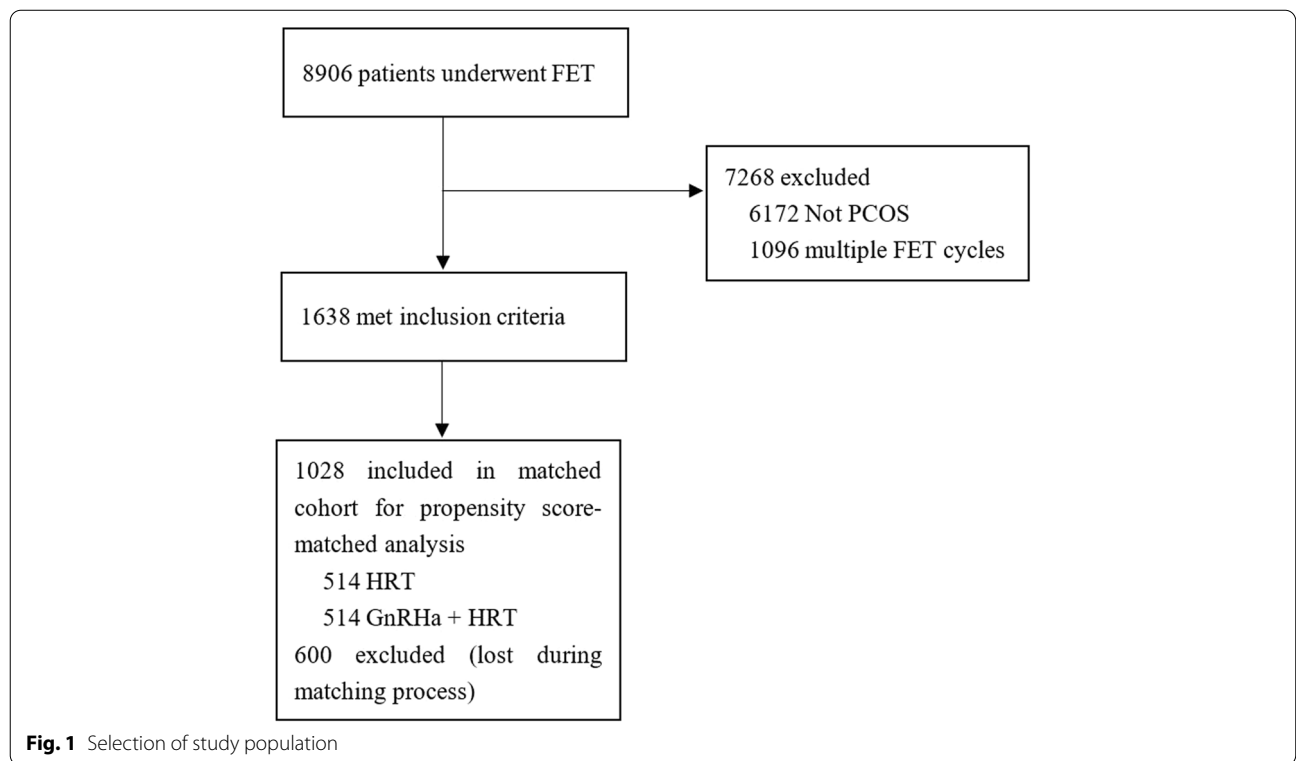 8906 patients underwent FET
7268 excluded
6172 Not PCOS
1096 multiple FET cycles
1638 met inclusion criteria
1028 included in matched
cohort for propensity score-
matched analysis
514 HRT
514 GnRHa + HRT
600 excluded (lost during
matching process)
Fig. 1 Selection of study population